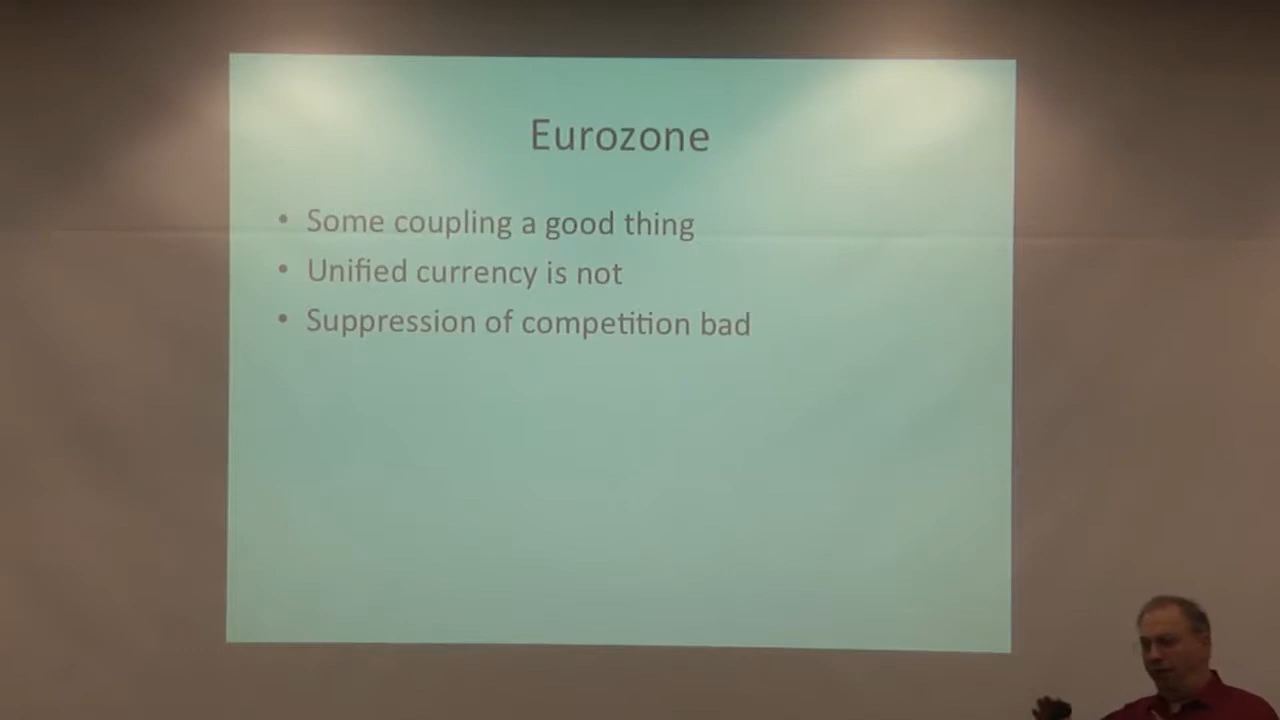 Eurozone
• Some coupling a good thing
• Unified currency is not
• Suppression of competition bad